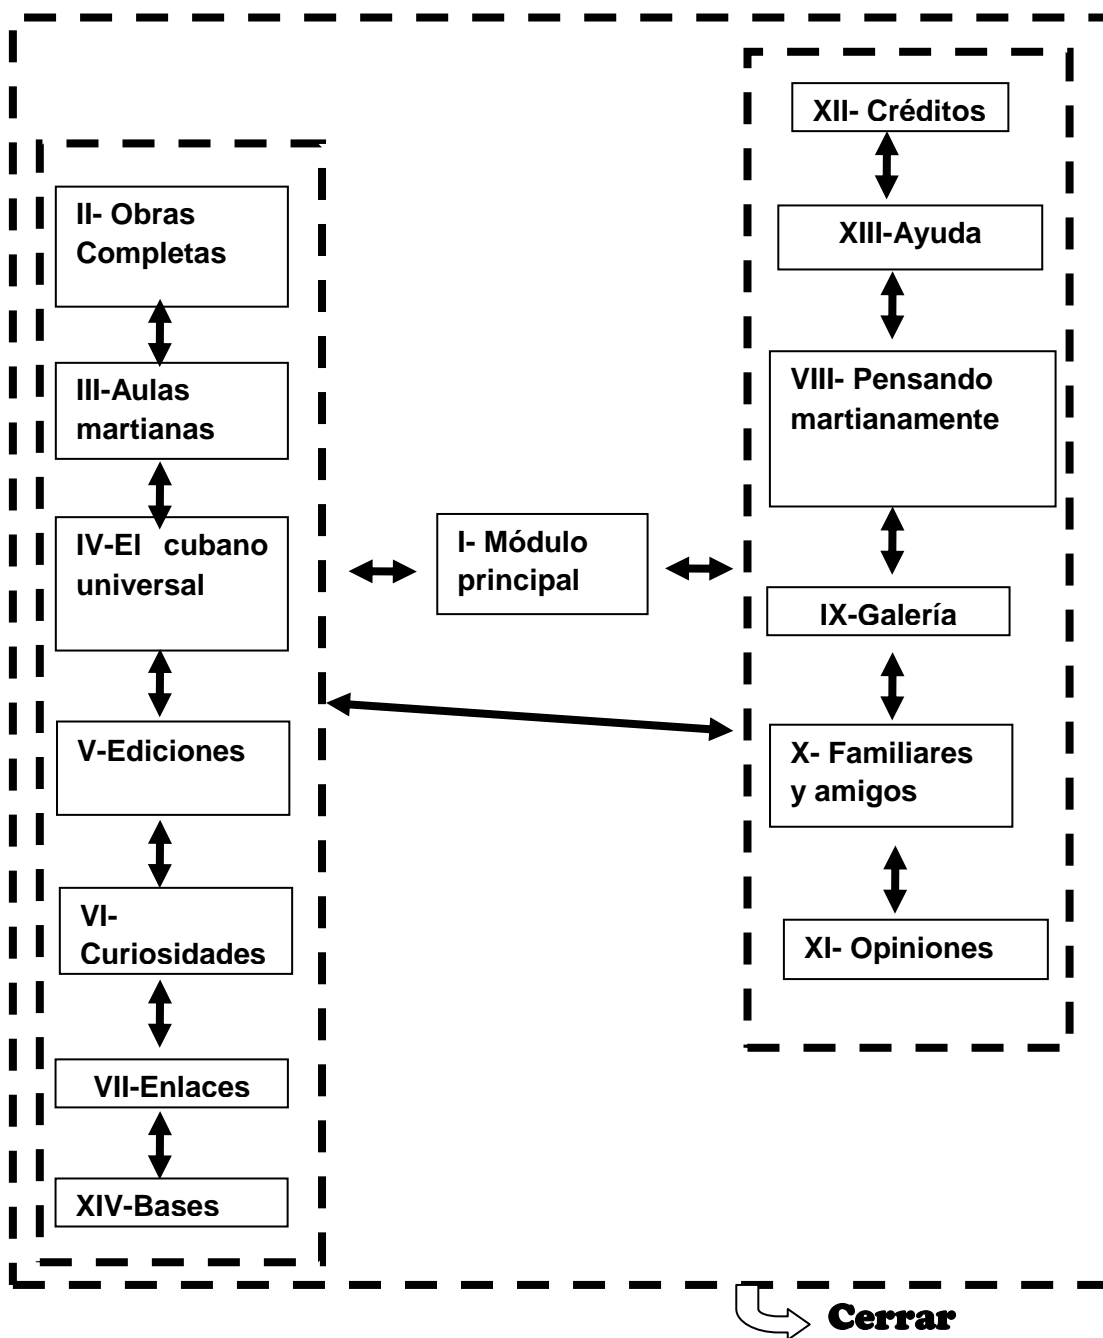 II- Obras
Completas
III-Aulas
martianas
IV-El cubano
universal
V-Ediciones
VI-
Curiosidades
VII-Enlaces
XIV-Bases
I- Módulo
principal
XII- Créditos
XIII-Ayuda
VIII- Pensando
martianamente
IX-Galería
X- Familiares
y amigos
XI- Opiniones
Cerrar